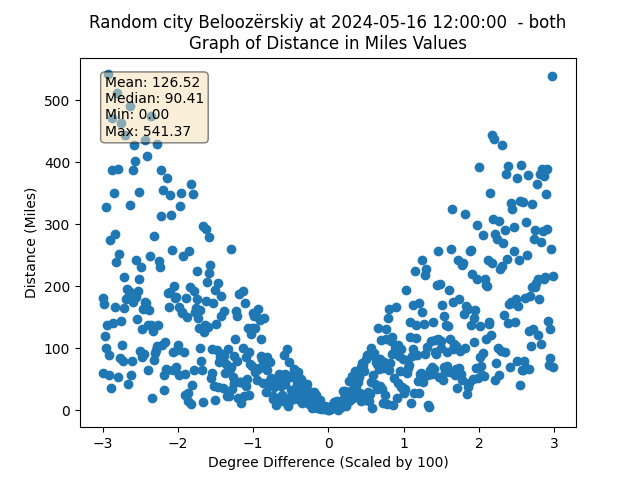 Random city Beloozërskiy at 2024-05-16 12:00:00 - both
Graph of Distance in Miles Values
Mean: 126.52
Median: 90.41
Min: 0.00
Max: 541.37
Distance (Miles)
500
400
300
200
100
0
−3 −2 −1 0 1 2 3
Degree Difference (Scaled by 100)